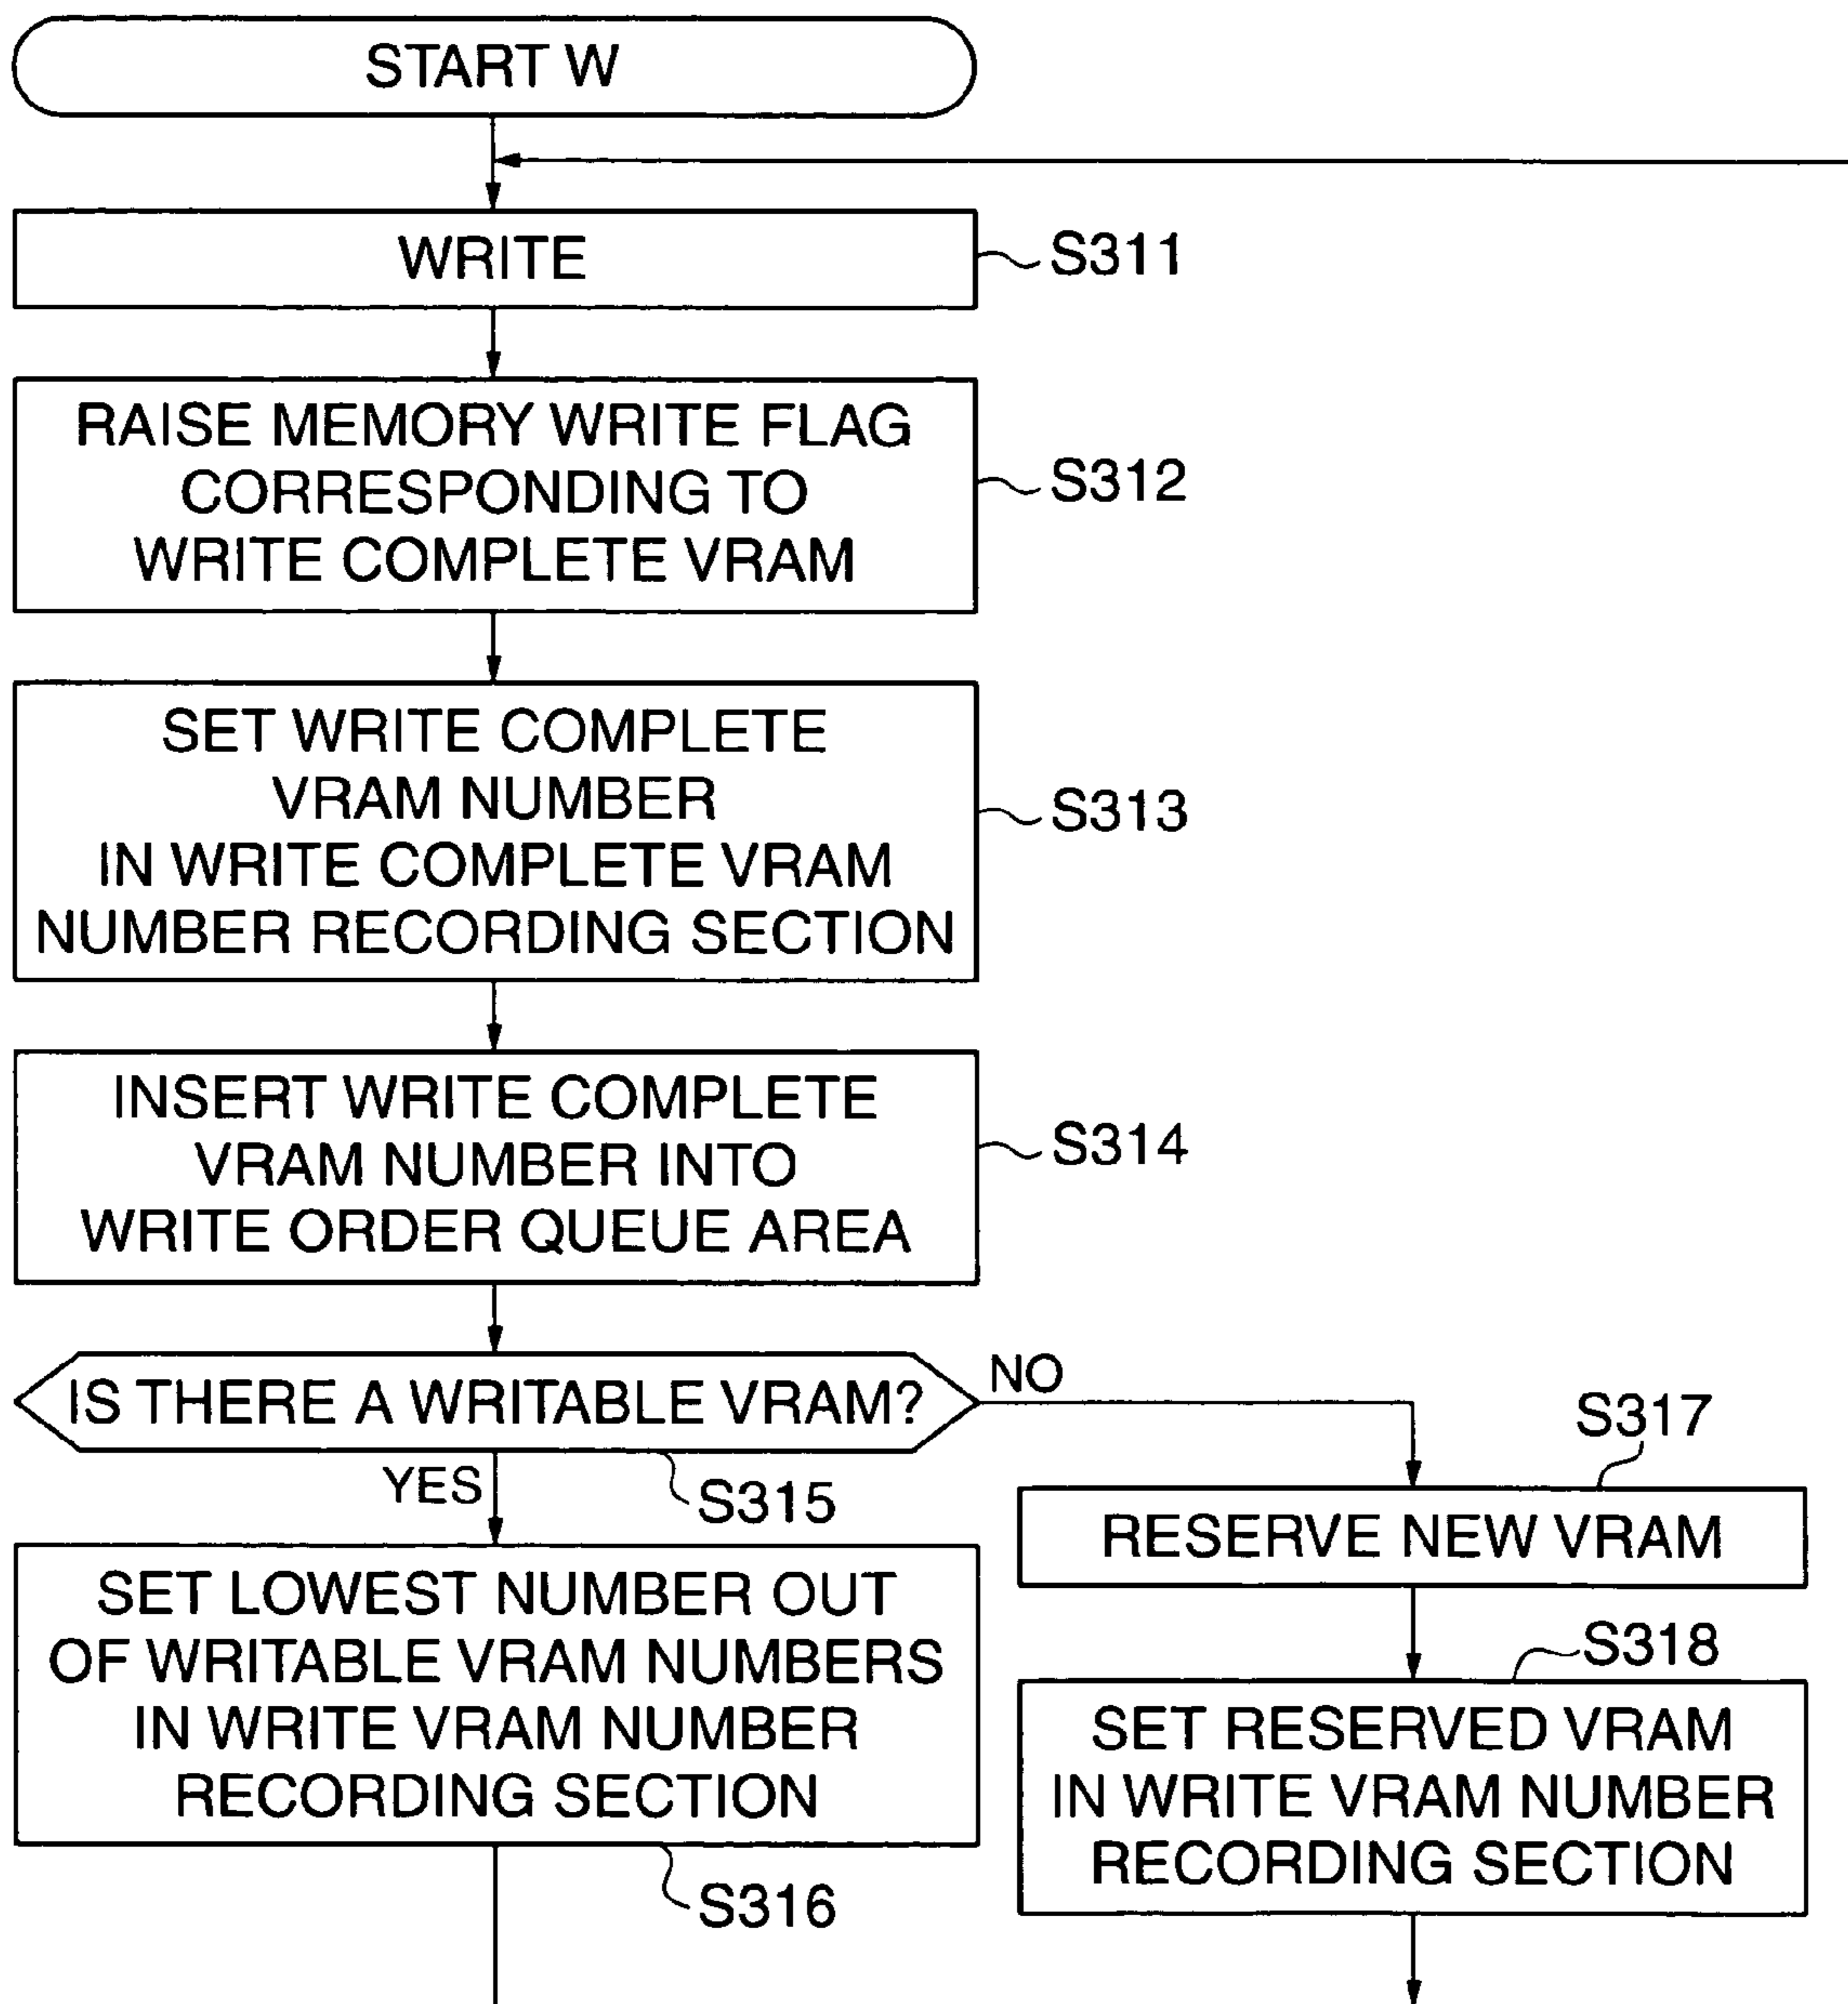 START W
WRITE
S311
RAISE MEMORY WRITE FLAG
CORRESPONDING TO
WRITE COMPLETE VRAM
S312
SET WRITE COMPLETE
VRAM NUMBER
IN WRITE COMPLETE VRAM
NUMBER RECORDING SECTION
S313
INSERT WRITE COMPLETE
VRAM NUMBER INTO
WRITE ORDER QUEUE AREA
S314
IS THERE A WRITABLE VRAM?
NO
YES
S315
S317
RESERVE NEW VRAM
SET LOWEST NUMBER OUT
OF WRITABLE VRAM NUMBERS
IN WRITE VRAM NUMBER
RECORDING SECTION
S316
S318
SET RESERVED VRAM
IN WRITE VRAM NUMBER
RECORDING SECTION